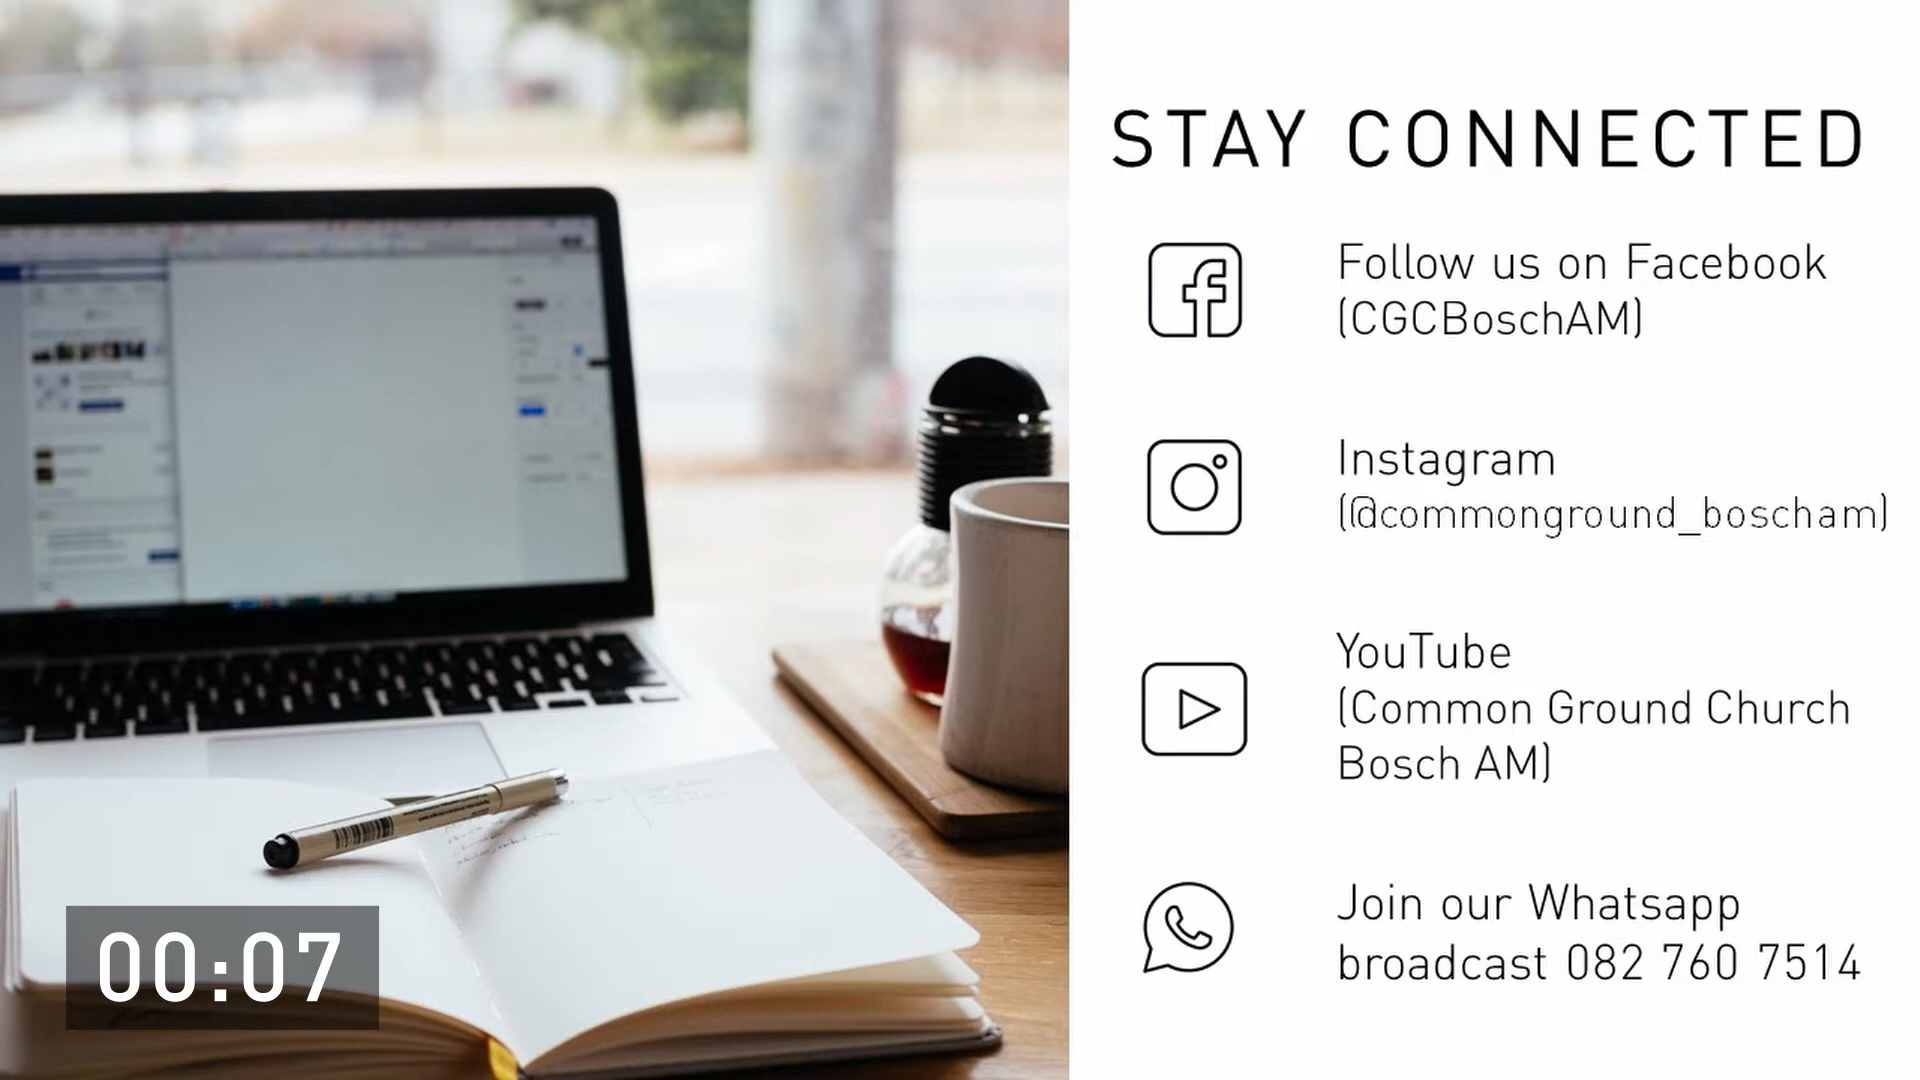 STAY CONNECTED
Follow us on Facebook
(CGCBoschAM)
Instagram
(@commonground_boscham)
YouTube
(Common Ground Church
Bosch AM)
Join our Whatsapp
broadcast 082 760 7514
00:07